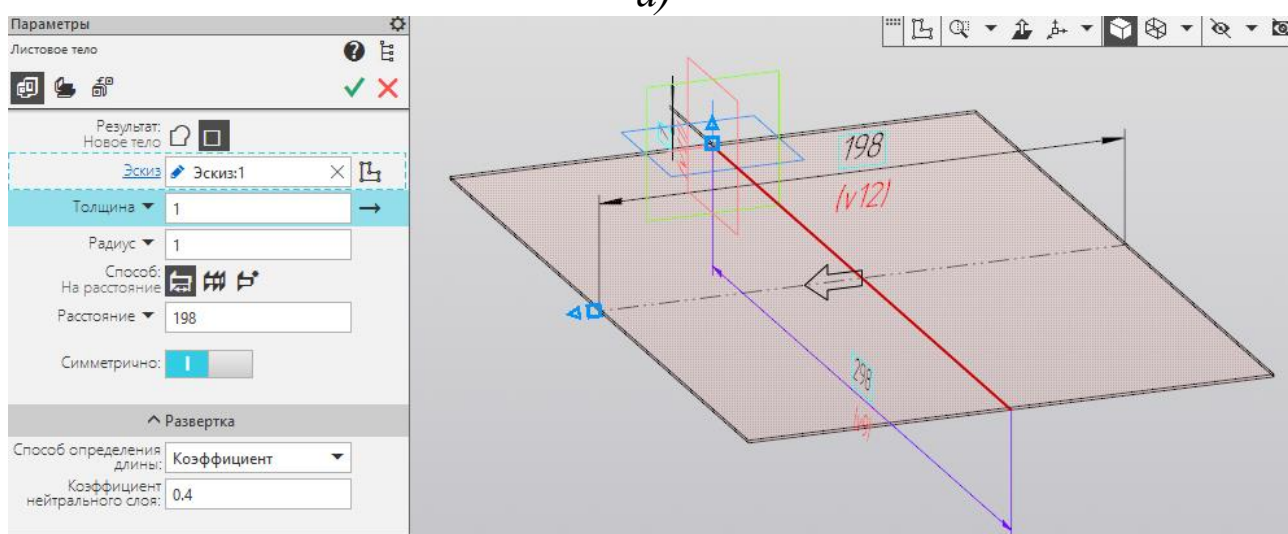 а)
Параметры
Листовое тело
Результат:
Новое тело
Эскиз
Эскиз:1
Толщина
1
Радиус
1
Способ:
На расстояние
Расстояние
198
Симметрично:
Развертка
Способ определения
длины:
Коэффициент
Коэффициент
нейтрального слоя:
0.4
198
(v12)
298